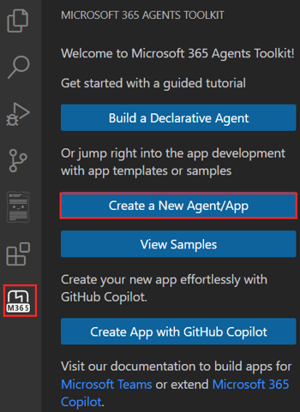 MICROSOFT 365 AGENTS TOOLKIT
Welcome to Microsoft 365 Agents Toolkit!
Get started with a guided tutorial
Build a Declarative Agent
Or jump right into the app development
with app templates or samples
Create a New Agent/App
View Samples
Create your new app effortlessly with
GitHub Copilot.
M365
Create App with GitHub Copilot
Visit our documentation to build apps for
Microsoft Teams or extend Microsoft 365
Copilot.